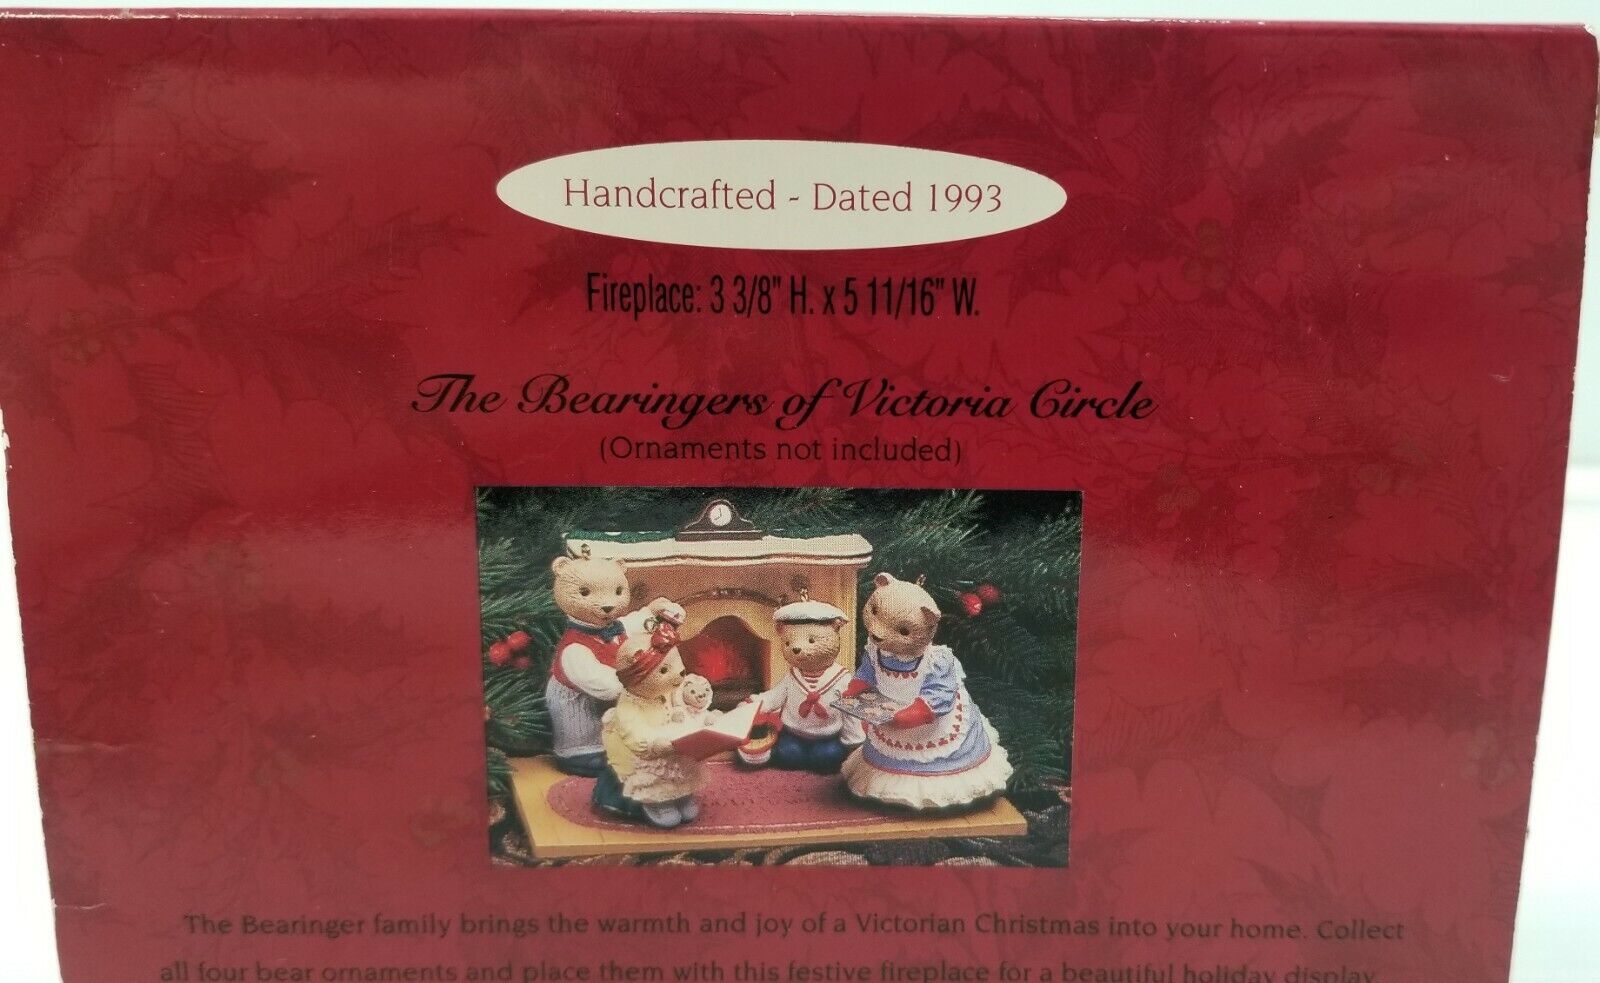 Handcrafted - Dated 1993
Fireplace: 3 3/8" H. x 5 11/16" W.
The Bearingers of Victoria Circle
(Ornaments not included)
The Bearinger family brings the warmth and joy of a Victorian Christmas into your home. Collect
all four bear ornaments and place them with this festive fireplace for a beautiful holiday display.